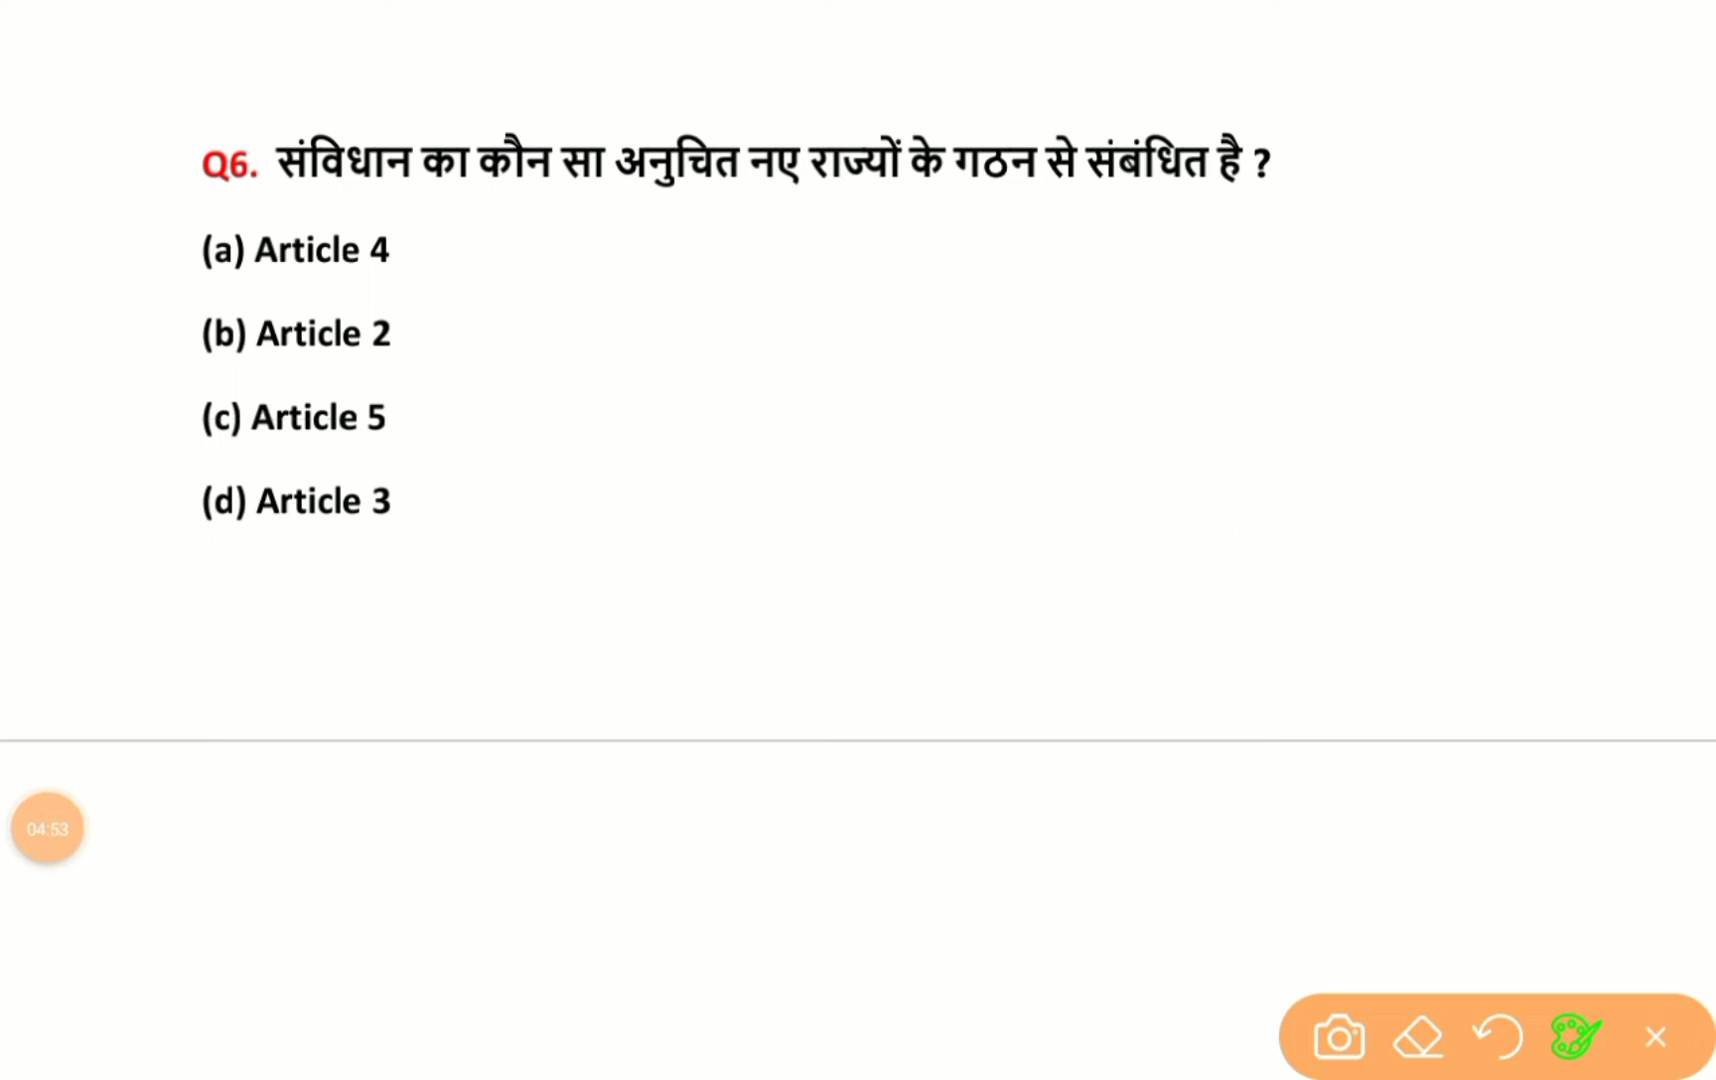 Q6. संविधान का कौन सा अनुचित नए राज्यों के गठन से संबंधित है ?
(a) Article 4
(b) Article 2
(c) Article 5
(d) Article 3
04:53